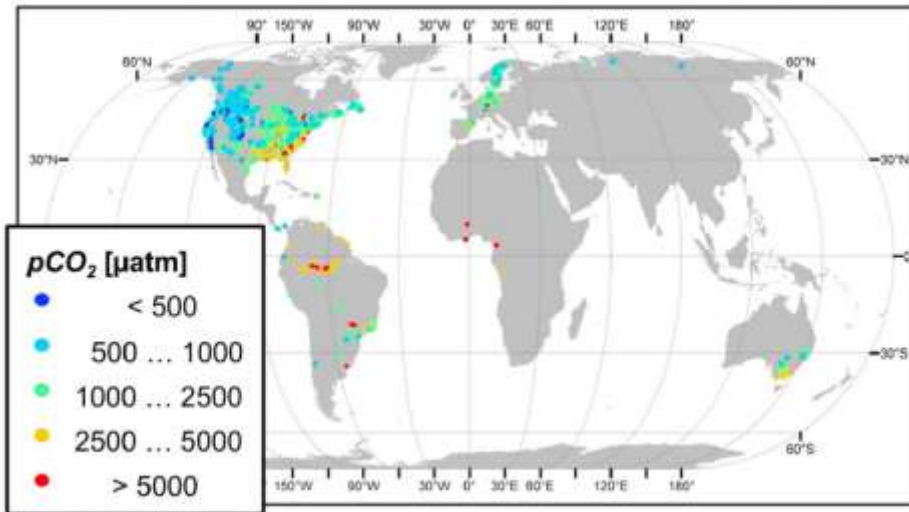 90° 150°W 90°W 30°W 0° 30°E 60°E 120°E 180°
60°N 60°N
30°N 30°N
0°
30°S
60°S
150°W 90°W 30°W 0° 30°E 60°E 120°E 180°
pCO₂ [µatm]
< 500
500 … 1000
1000 … 2500
2500 … 5000
> 5000